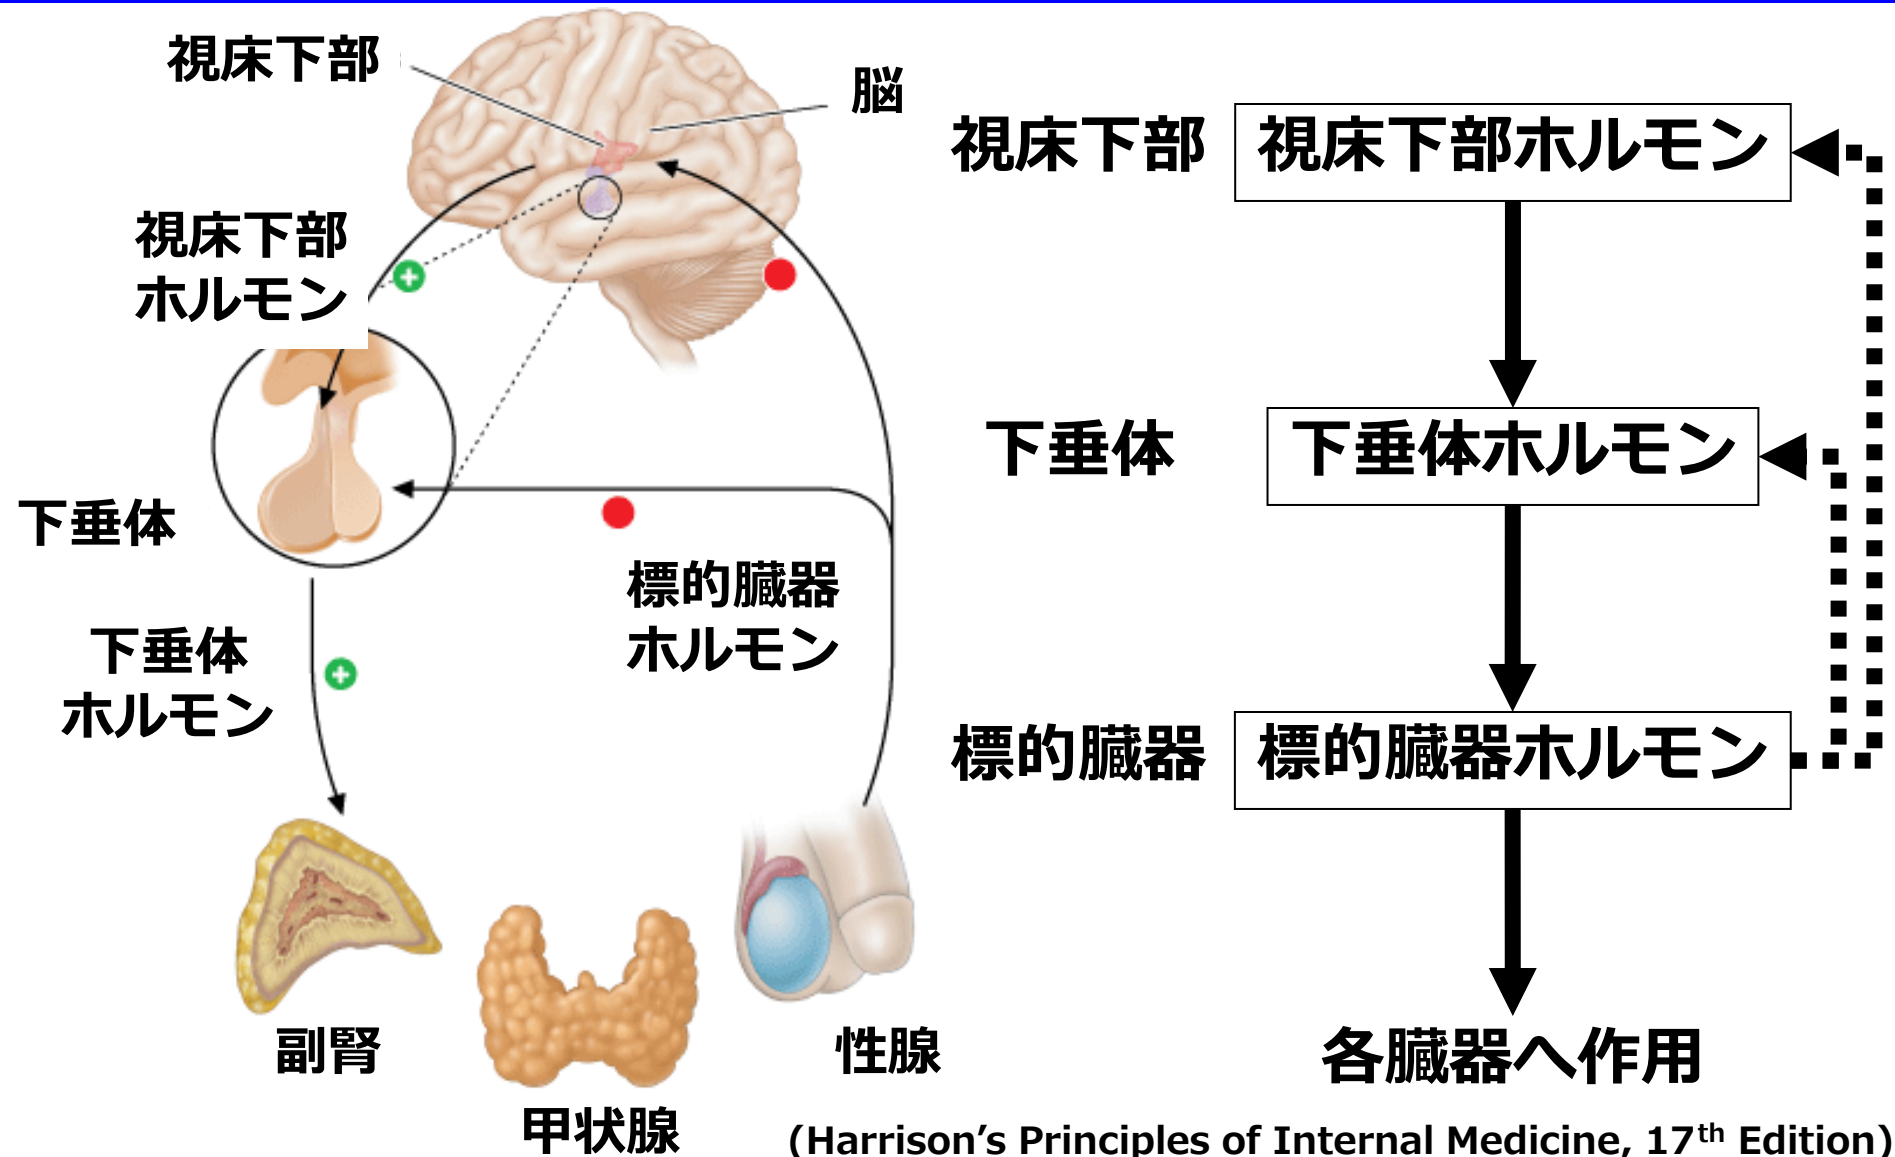 視床下部
脳
視床下部
ホルモン
下垂体
標的臓器
ホルモン
下垂体
ホルモン
副腎
甲状腺
性腺
視床下部 視床下部ホルモン
下垂体 下垂体ホルモン
標的臓器 標的臓器ホルモン
各臓器へ作用
(Harrison’s Principles of Internal Medicine, 17th Edition)